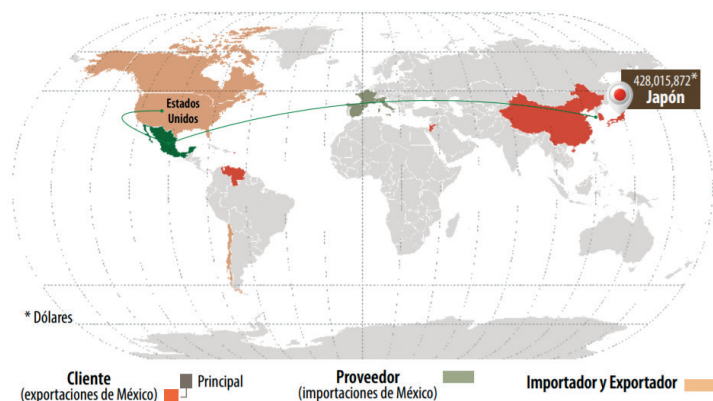 428,015,872*
Japón
Estados
Unidos
* Dólares
Cliente
(exportaciones de México)
Principal
Proveedor
(importaciones de México)
Importador y Exportador